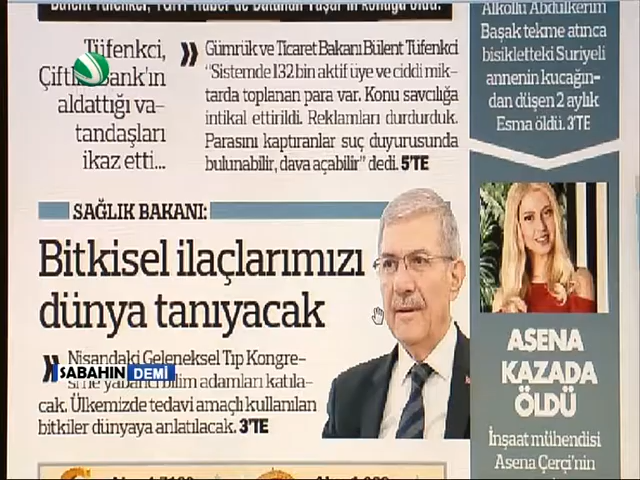 Tüfenkci,
Bank'ın
aldattığı va-
tandaşları
ikaz etti...
Gümrük ve Ticaret Bakanı Bülent Tüfenkci
"Sistemde 132 bin aktif üye ve ciddi mik-
tarda toplanan para var. Konu savcılığa
intikal ettirildi. Reklamları durdurduk.
Parasını kaptıranlar suç duyurusunda
bulunabilir, dava açabilir" dedi. 5'TE
Alkollü Abdülkerim
Başak tekme atınca
bisikletteki Suriyeli
annenin kucağın-
dan düşen 2 aylık
Esma öldü. 3'TE
SAĞLIK BAKANI:
Bitkisel ilaçlarımızı
dünya tanıyacak
Nisandaki Geleneksel Tıp Kongre-
si'ne yabancı bilim adamları katıla-
cak. Ülkemizde tedavi amaçlı kullanılan
bitkiler dünyaya anlatılacak. 3'TE
SABAHIN DEMİ
ASENA
KAZADA
ÖLDÜ
İnşaat mühendisi
Asena Çerçi'nin